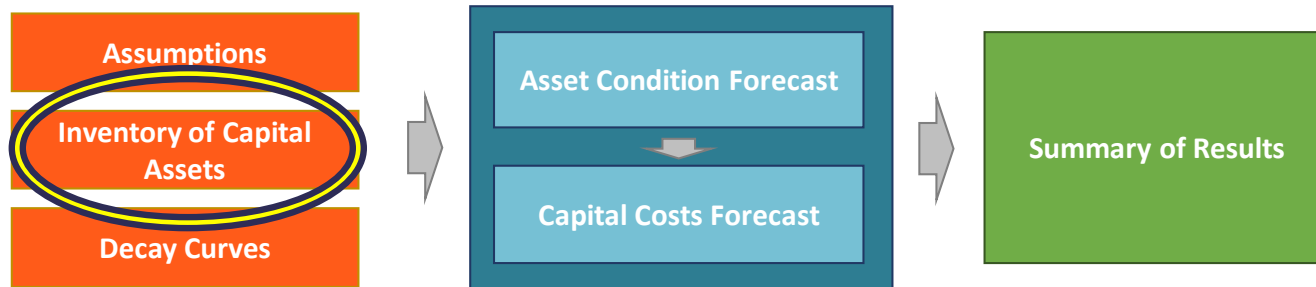 Assumptions
Inventory of Capital
Assets
Decay Curves
Asset Condition Forecast
Capital Costs Forecast
Summary of Results